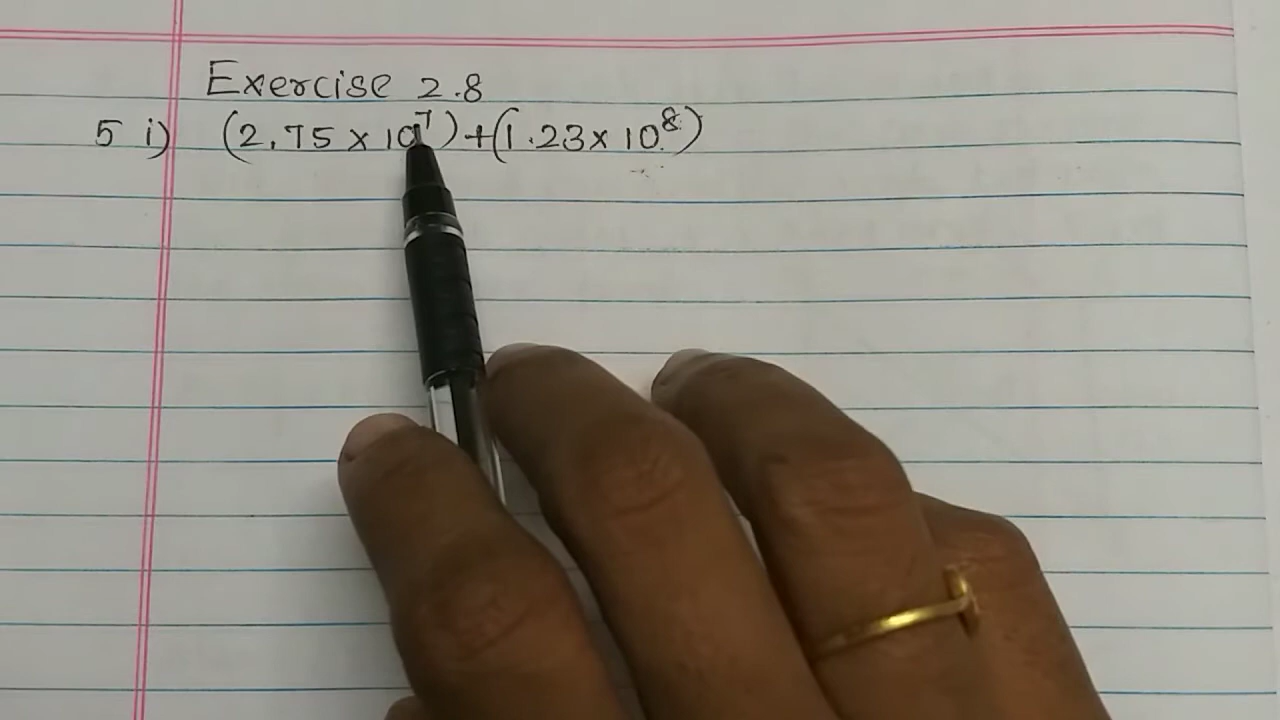 Exercise 2.8
5 i) (2.75 × 10⁷) + (1.23 × 10⁸)